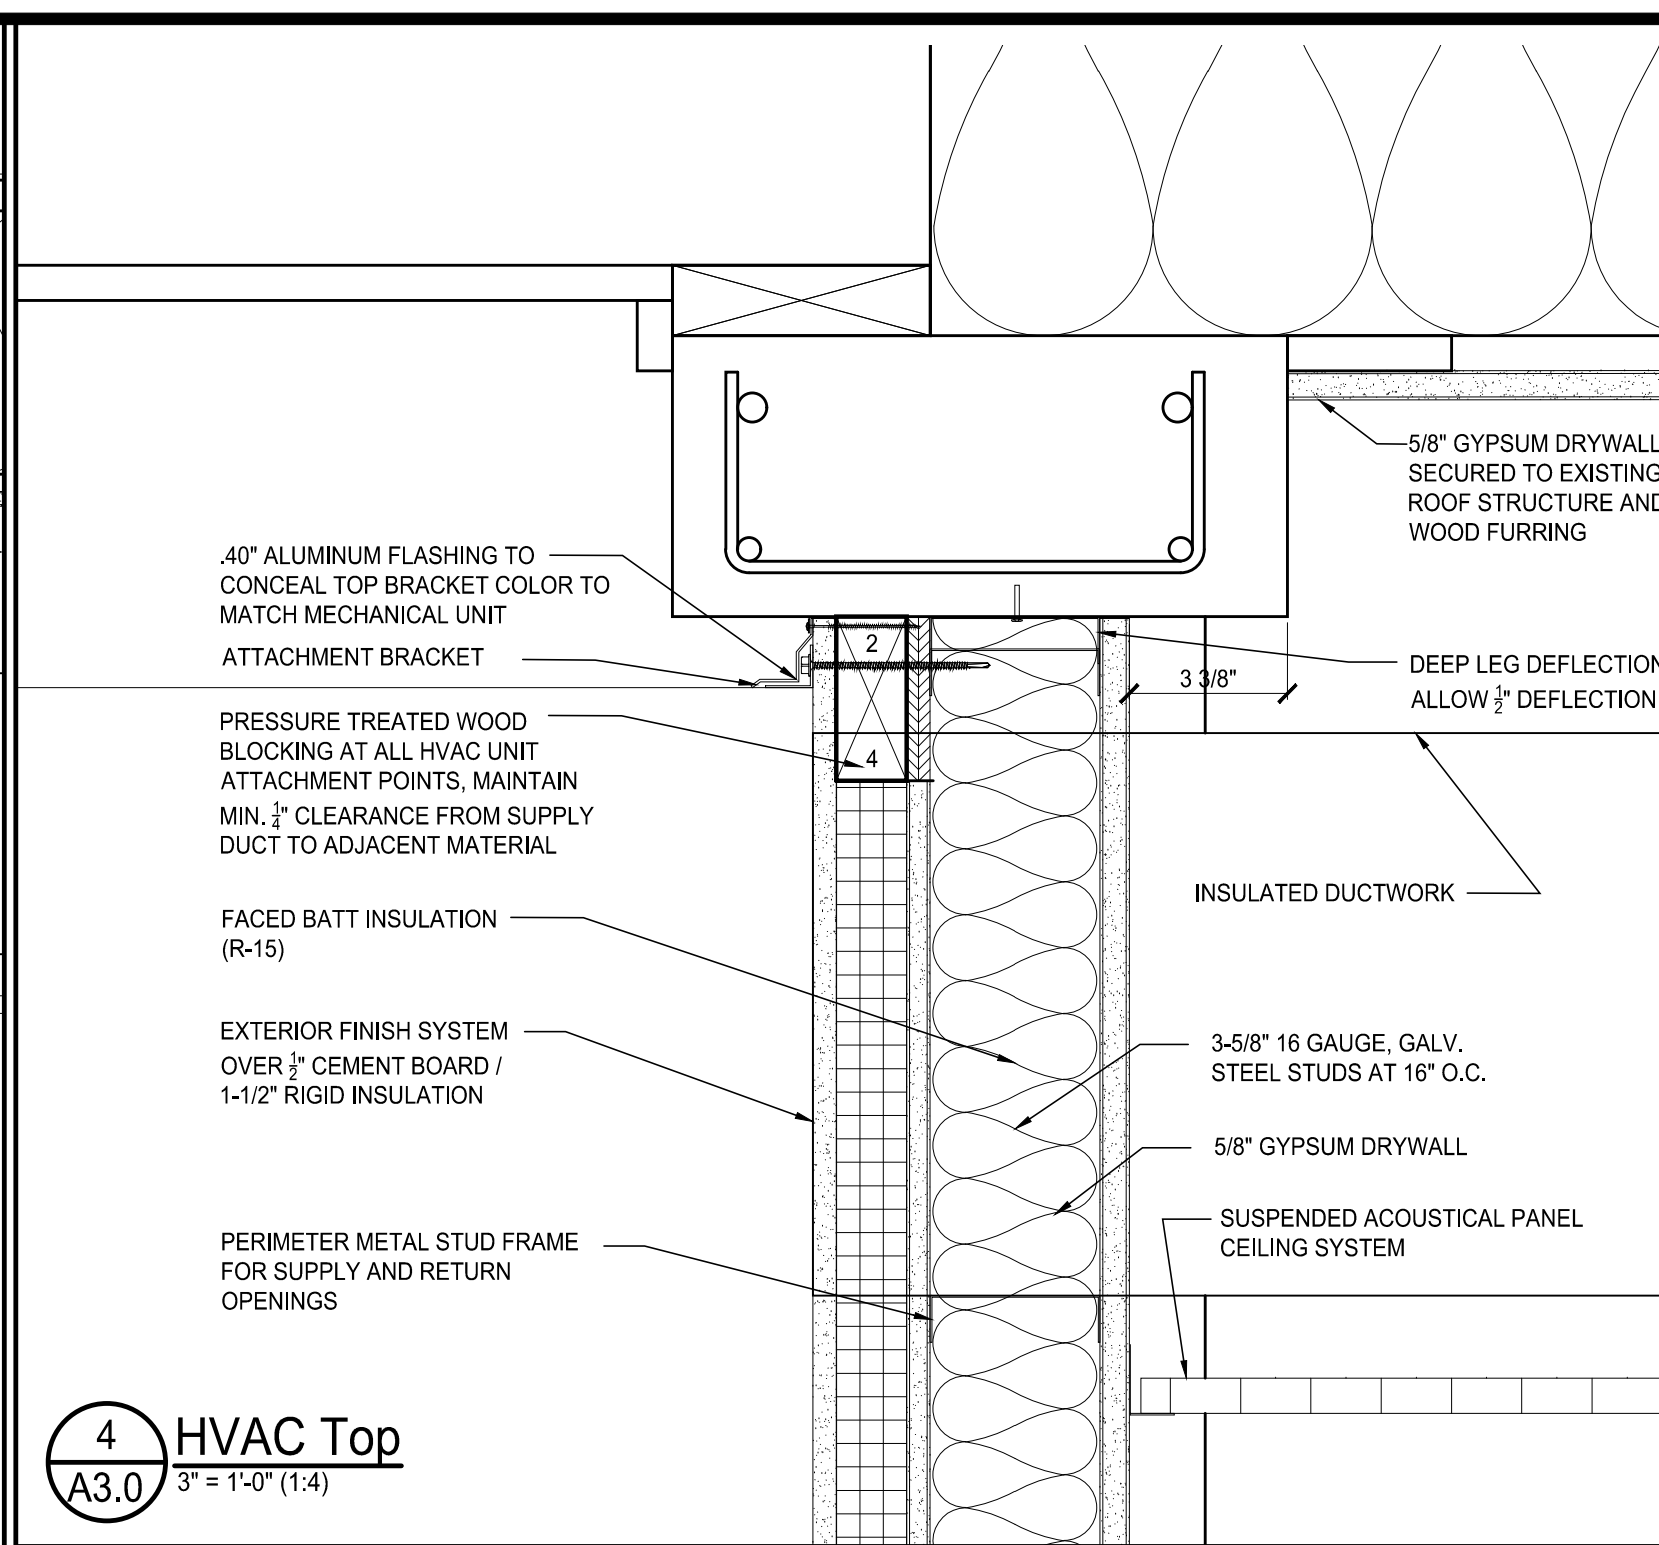 5/8" GYPSUM DRYWALL
SECURED TO EXISTING
ROOF STRUCTURE AND
WOOD FURRING
.40" ALUMINUM FLASHING TO
CONCEAL TOP BRACKET COLOR TO
MATCH MECHANICAL UNIT
ATTACHMENT BRACKET
2
4
DEEP LEG DEFLECTION
ALLOW 1/2" DEFLECTION
3 3/8"
PRESSURE TREATED WOOD
BLOCKING AT ALL HVAC UNIT
ATTACHMENT POINTS, MAINTAIN
MIN. 1/4" CLEARANCE FROM SUPPLY
DUCT TO ADJACENT MATERIAL
INSULATED DUCTWORK
FACED BATT INSULATION
(R-15)
EXTERIOR FINISH SYSTEM
OVER 1/2" CEMENT BOARD /
1-1/2" RIGID INSULATION
3-5/8" 16 GAUGE, GALV.
STEEL STUDS AT 16" O.C.
5/8" GYPSUM DRYWALL
SUSPENDED ACOUSTICAL PANEL
CEILING SYSTEM
PERIMETER METAL STUD FRAME
FOR SUPPLY AND RETURN
OPENINGS
4
A3.0
HVAC Top
3" = 1'-0" (1:4)